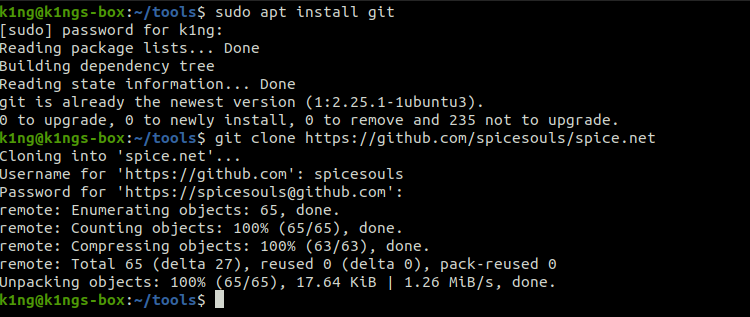 k1ng@k1ngs-box:~/tools$ sudo apt install git
[sudo] password for k1ng:
Reading package lists... Done
Building dependency tree
Reading state information... Done
git is already the newest version (1:2.25.1-1ubuntu3).
0 to upgrade, 0 to newly install, 0 to remove and 235 not to upgrade.
k1ng@k1ngs-box:~/tools$ git clone https://github.com/spicesouls/spice.net
Cloning into 'spice.net'...
Username for 'https://github.com': spicesouls
Password for 'https://spicesouls@github.com':
remote: Enumerating objects: 65, done.
remote: Counting objects: 100% (65/65), done.
remote: Compressing objects: 100% (63/63), done.
remote: Total 65 (delta 27), reused 0 (delta 0), pack-reused 0
Unpacking objects: 100% (65/65), 17.64 KiB | 1.26 MiB/s, done.
k1ng@k1ngs-box:~/tools$